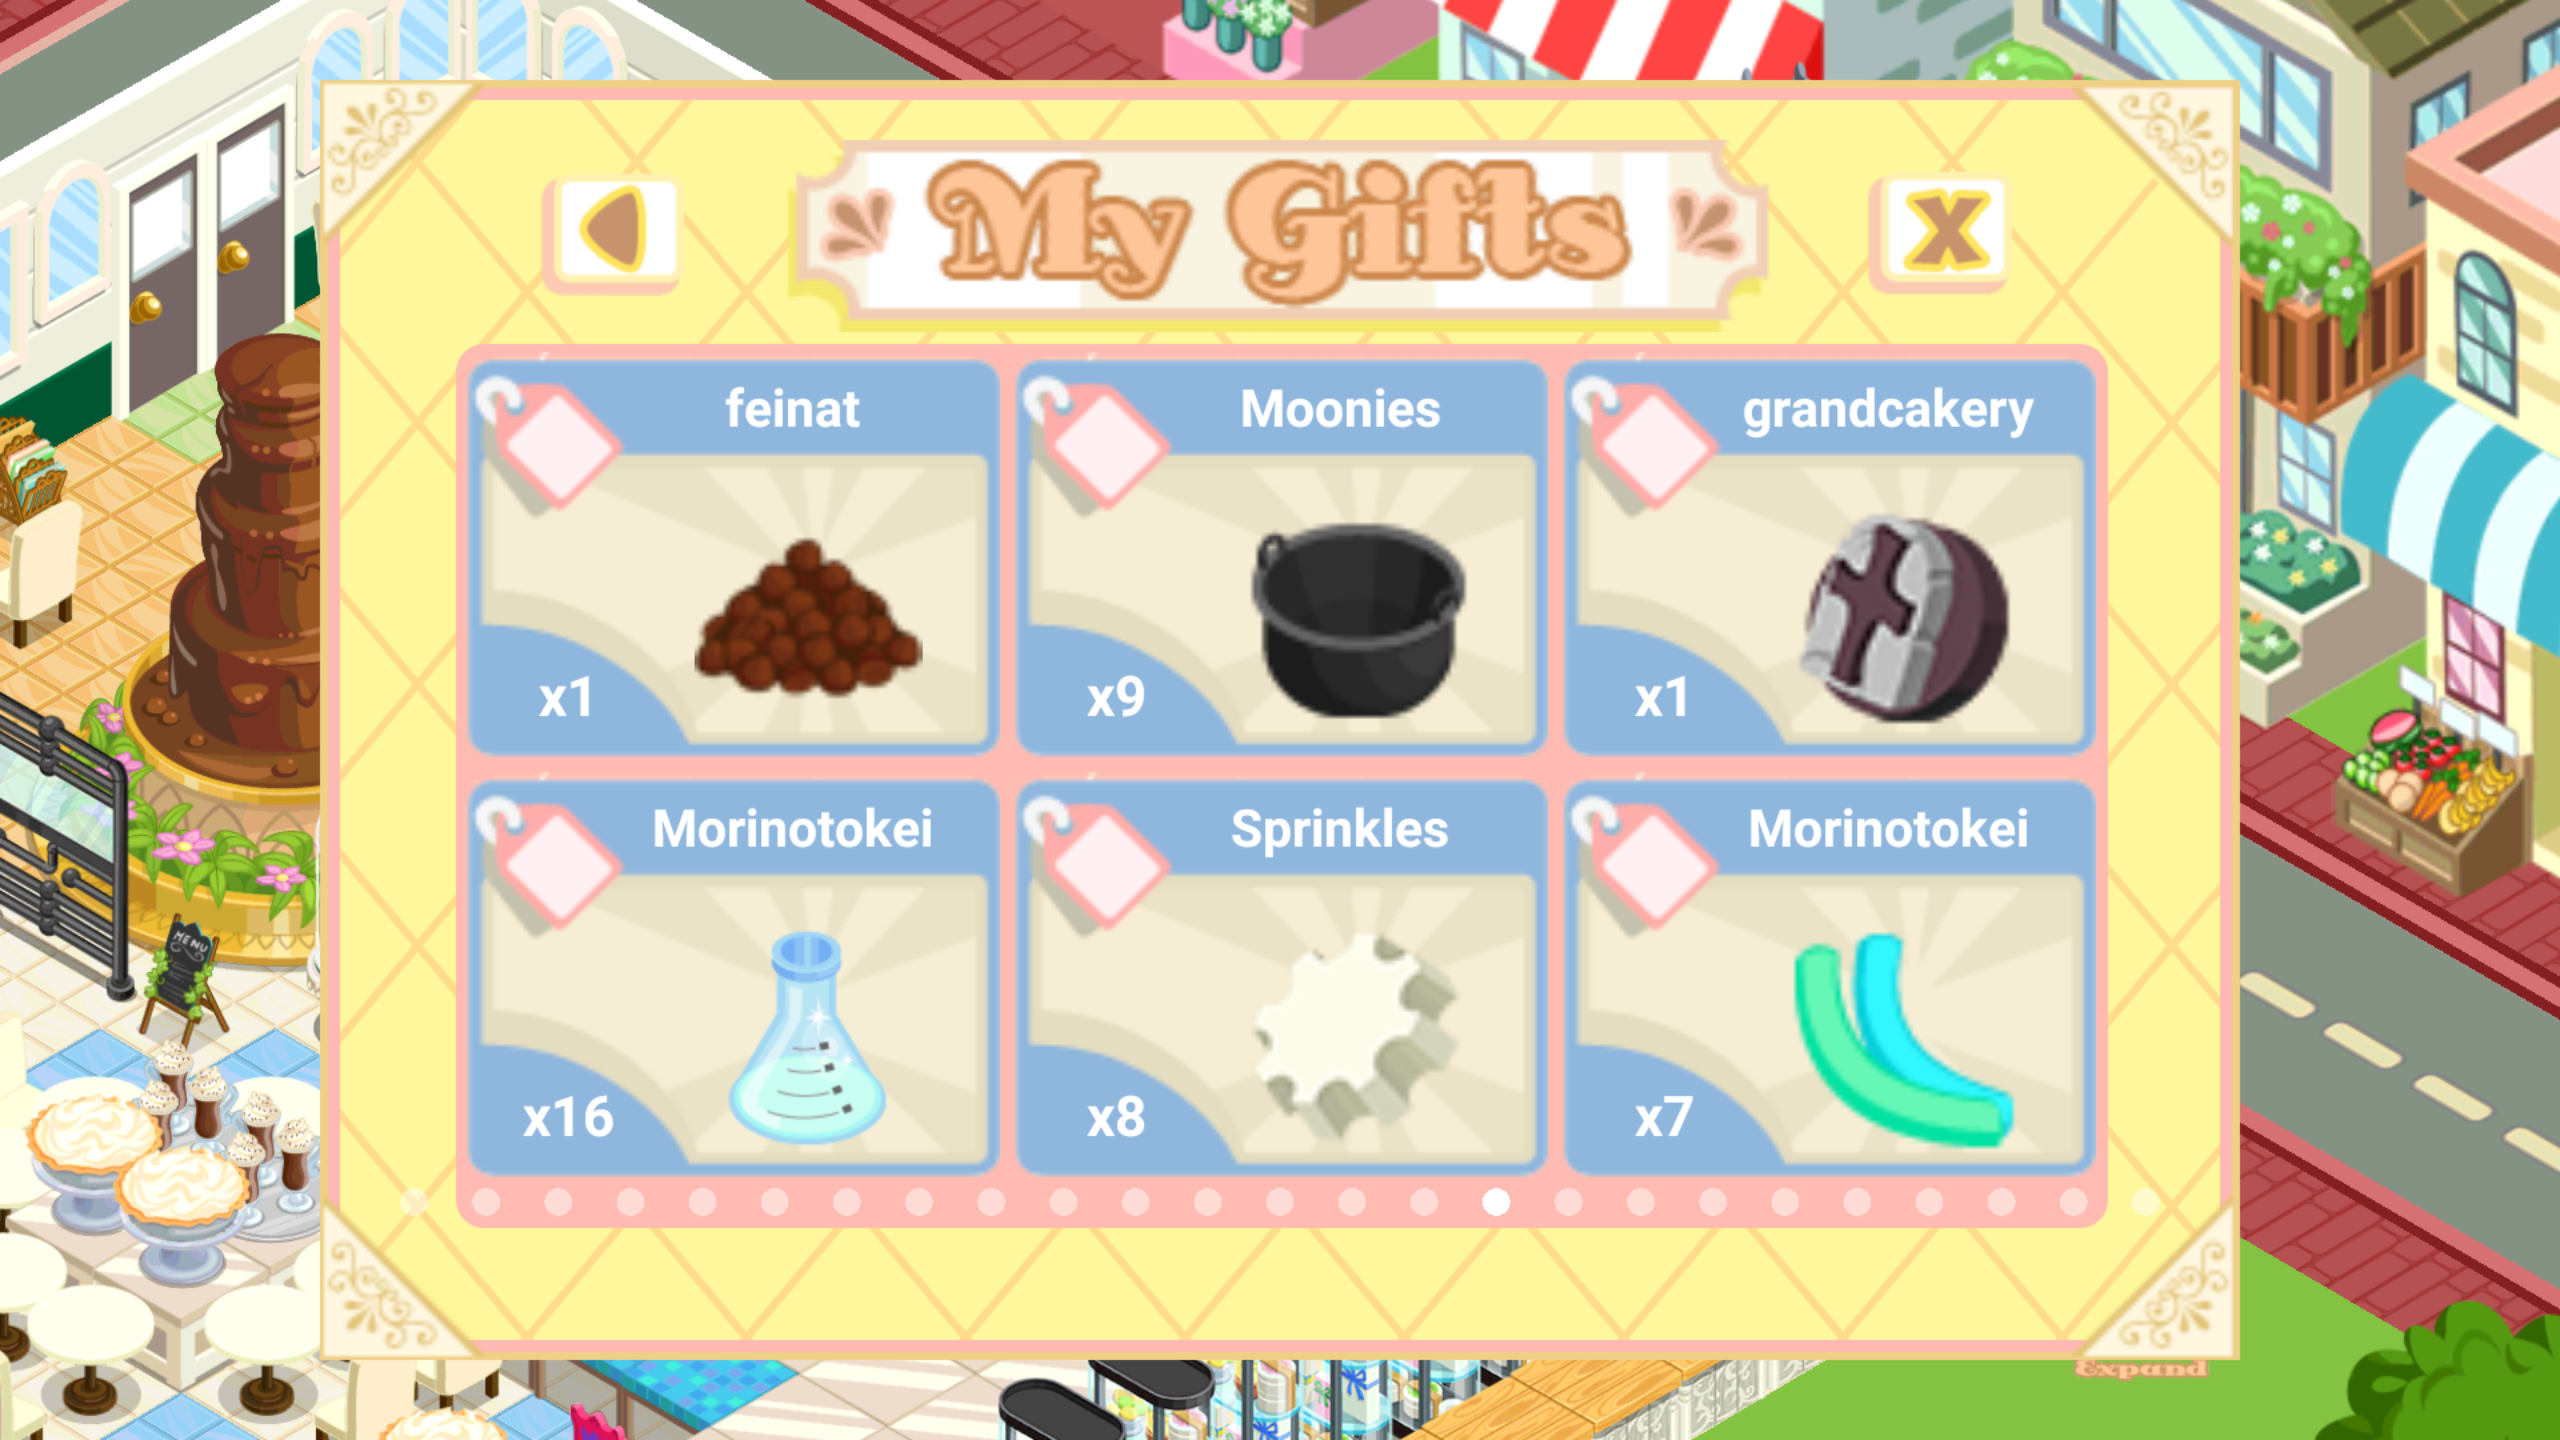 My Gifts
feinat
x1
Moonies
x9
grandcakery
x1
Morinotokei
x16
Sprinkles
x8
Morinotokei
x7
MENU
Expand